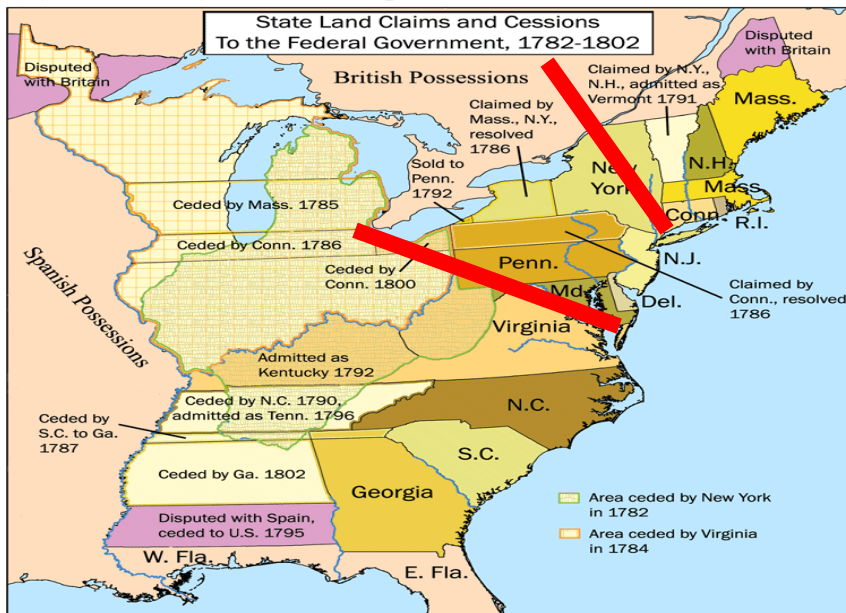 State Land Claims and Cessions
To the Federal Government, 1782-1802
Disputed
with Britain
Disputed
with Britain
British Possessions
Claimed by N.Y.,
N.H., admitted as
Vermont 1791
Mass.
Claimed by
Mass., N.Y.,
resolved
1786
New
York
N.H.
Sold to
Penn.
1792
Mass
Ceded by Mass. 1785
Conn.
R.I.
Ceded by Conn. 1786
Spanish Possessions
Ceded by
Conn. 1800
Penn.
N.J.
Claimed by
Conn., resolved
1786
Md.
Del.
Virginia
Admitted as
Kentucky 1792
Ceded by N.C. 1790,
admitted as Tenn. 1796
N.C.
Ceded by
S.C. to Ga.
1787
S.C.
Ceded by Ga. 1802
Georgia
Area ceded by New York
in 1782
Disputed with Spain,
ceded to U.S. 1795
Area ceded by Virginia
in 1784
W. Fla.
E. Fla.